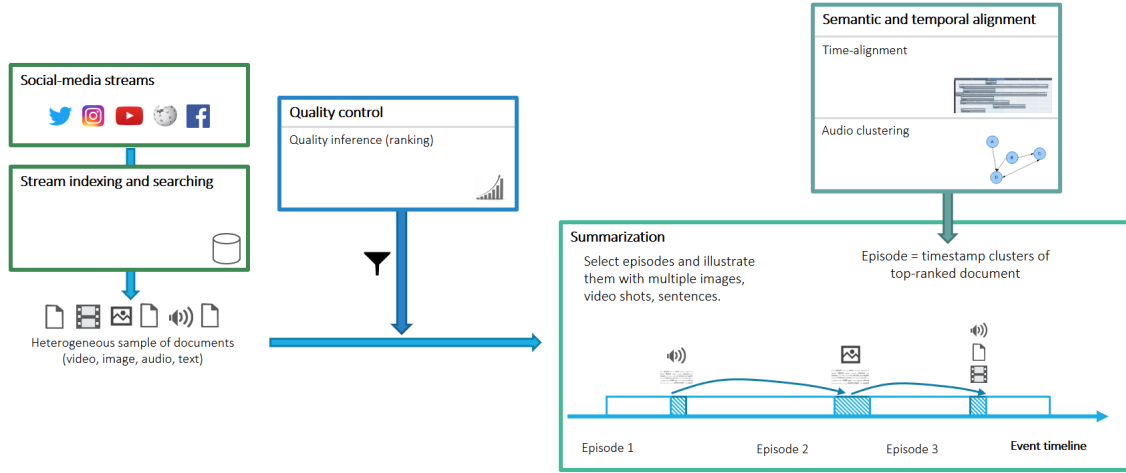 Social-media streams
Stream indexing and searching
Heterogeneous sample of documents
(video, image, audio, text)
Quality control
Quality inference (ranking)
Semantic and temporal alignment
Time-alignment
Audio clustering
A
B
C
D
Summarization
Select episodes and illustrate
them with multiple images,
video shots, sentences.
Episode = timestamp clusters of
top-ranked document
Episode 1
Episode 2
Episode 3
Event timeline